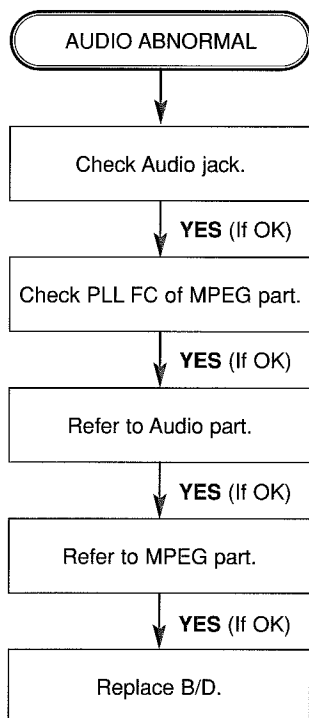 AUDIO ABNORMAL
Check Audio jack.
YES (If OK)
Check PLL FC of MPEG part.
YES (If OK)
Refer to Audio part.
YES (If OK)
Refer to MPEG part.
YES (If OK)
Replace B/D.